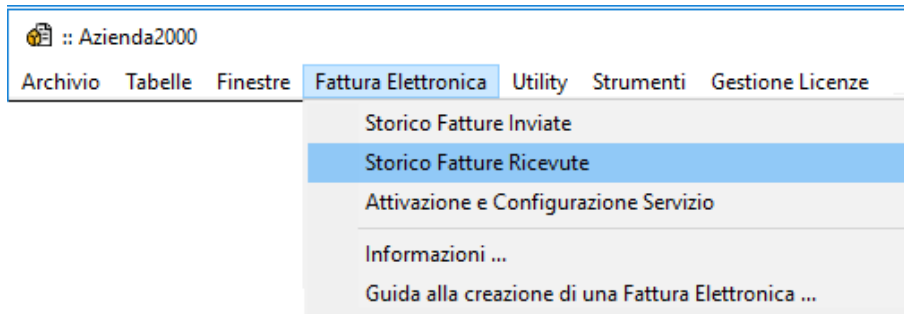 :: Azienda2000
Archivio Tabelle Finestre Fattura Elettronica Utility Strumenti Gestione Licenze
Storico Fatture Inviate
Storico Fatture Ricevute
Attivazione e Configurazione Servizio
Informazioni ...
Guida alla creazione di una Fattura Elettronica ...